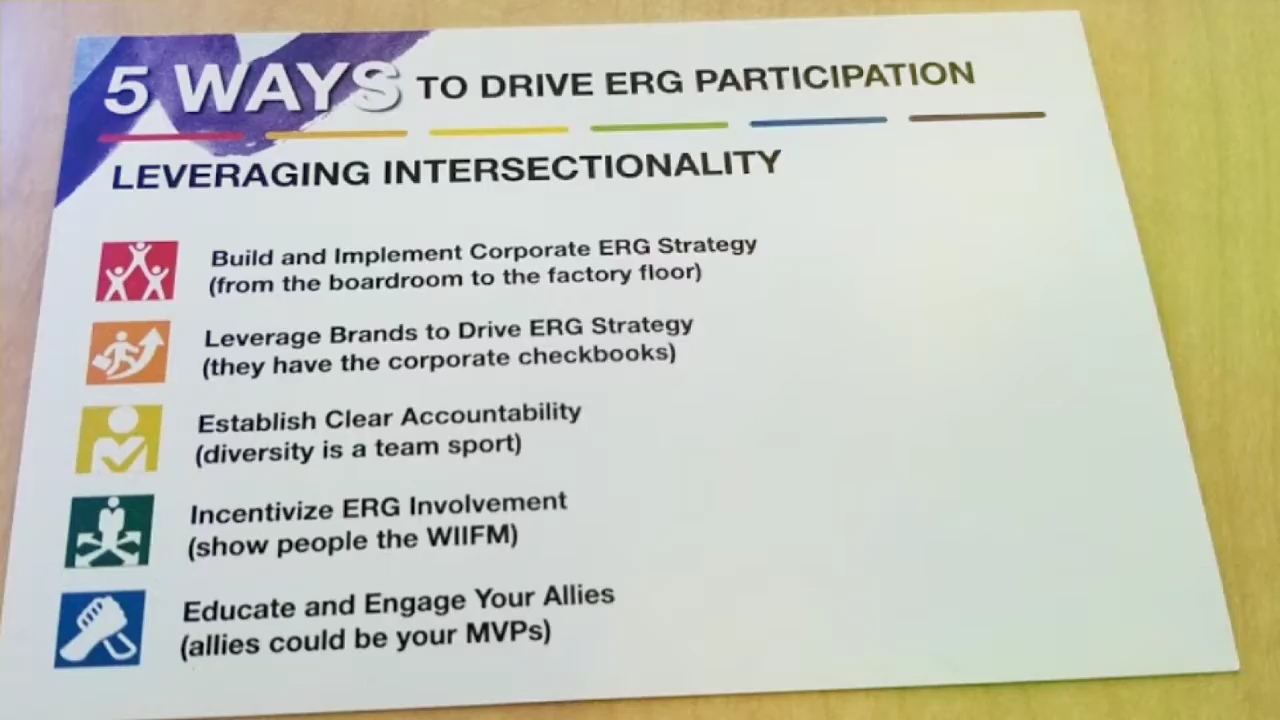 5 WAYS TO DRIVE ERG PARTICIPATION
LEVERAGING INTERSECTIONALITY
Build and Implement Corporate ERG Strategy
(from the boardroom to the factory floor)
Leverage Brands to Drive ERG Strategy
(they have the corporate checkbooks)
Establish Clear Accountability
(diversity is a team sport)
Incentivize ERG Involvement
(show people the WIIFM)
Educate and Engage Your Allies
(allies could be your MVPs)